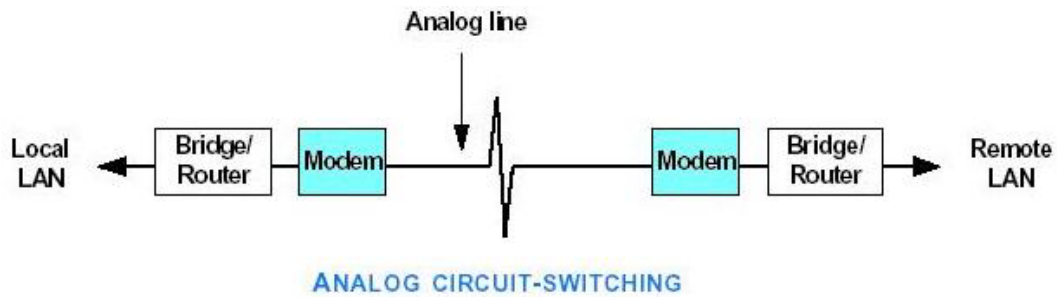 Analog line
Local
LAN
Bridge/
Router
Modem
Modem
Bridge/
Router
Remote
LAN
ANALOG CIRCUIT-SWITCHING